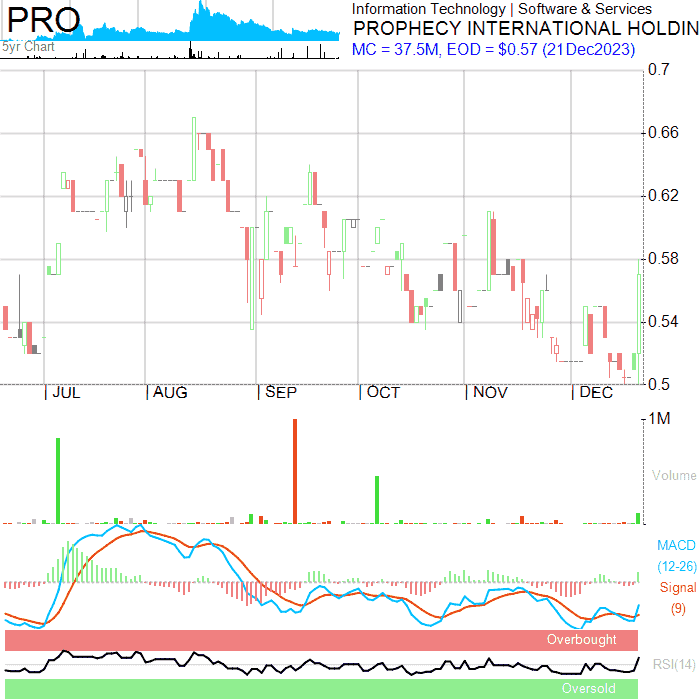 PRO
5yr Chart
Information Technology | Software & Services
PROPHECY INTERNATIONAL HOLDIN
MC = 37.5M, EOD = $0.57 (21Dec2023)
0.7
0.66
0.62
0.58
0.54
0.5
JUL AUG SEP OCT NOV DEC
1M
Volume
MACD
(12-26)
Signal
(9)
Overbought
RSI(14)
Oversold